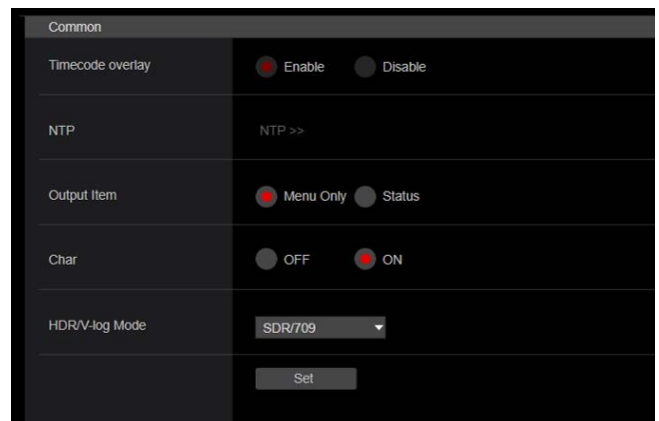 Common
Timecode overlay Enable Disable
NTP NTP >>
Output Item Menu Only Status
Char OFF ON
HDR/V-log Mode SDR/709
Set